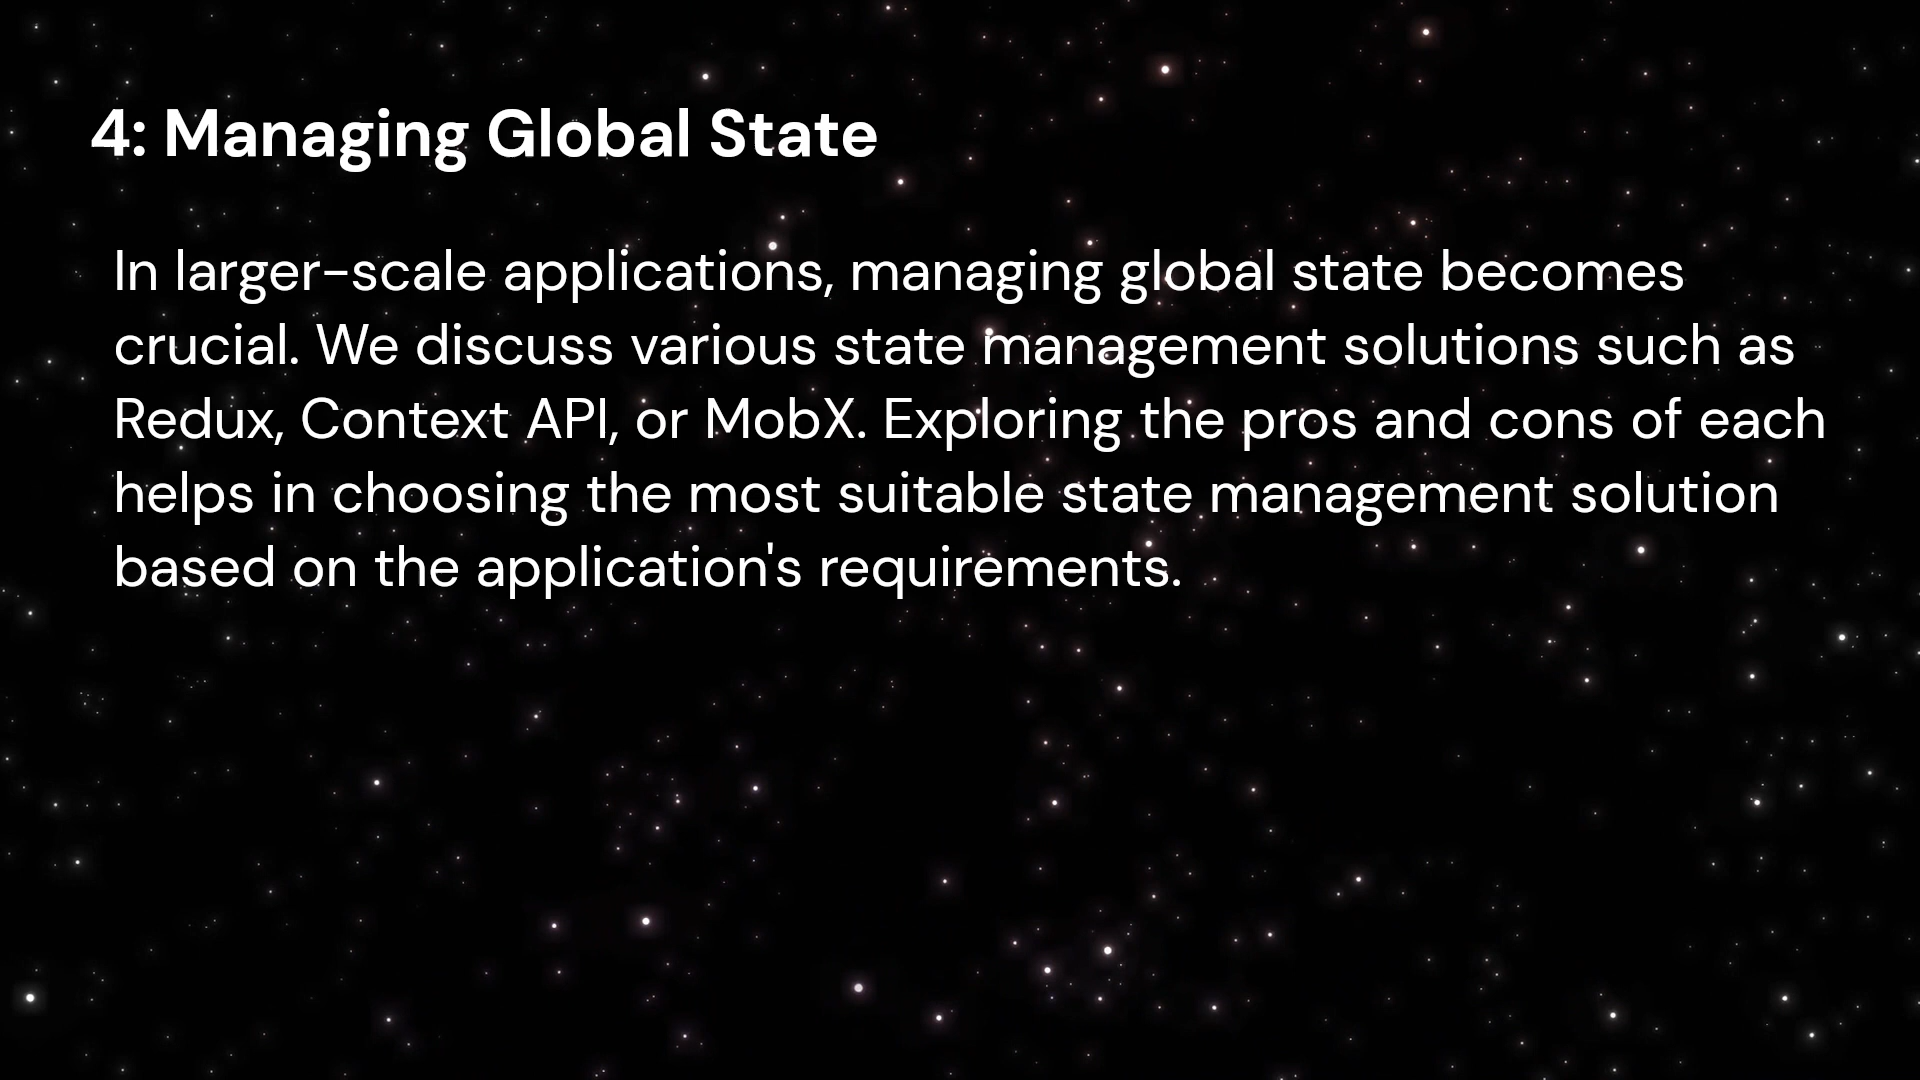 4: Managing Global State
In larger-scale applications, managing global state becomes
crucial. We discuss various state management solutions such as
Redux, Context API, or MobX. Exploring the pros and cons of each
helps in choosing the most suitable state management solution
based on the application's requirements.